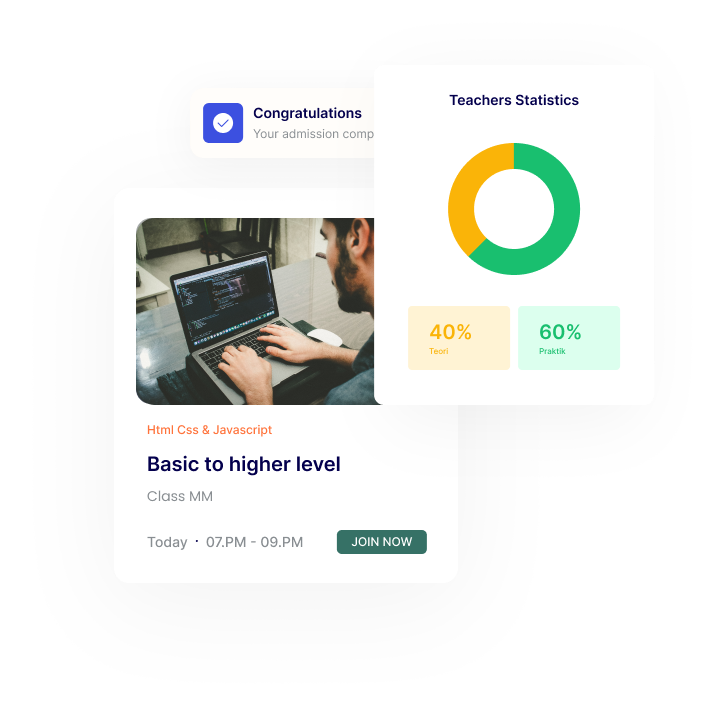 Congratulations
Your admission comp
Teachers Statistics
40%
Teori
60%
Praktik
Html Css & Javascript
Basic to higher level
Class MM
Today · 07.PM - 09.PM
JOIN NOW